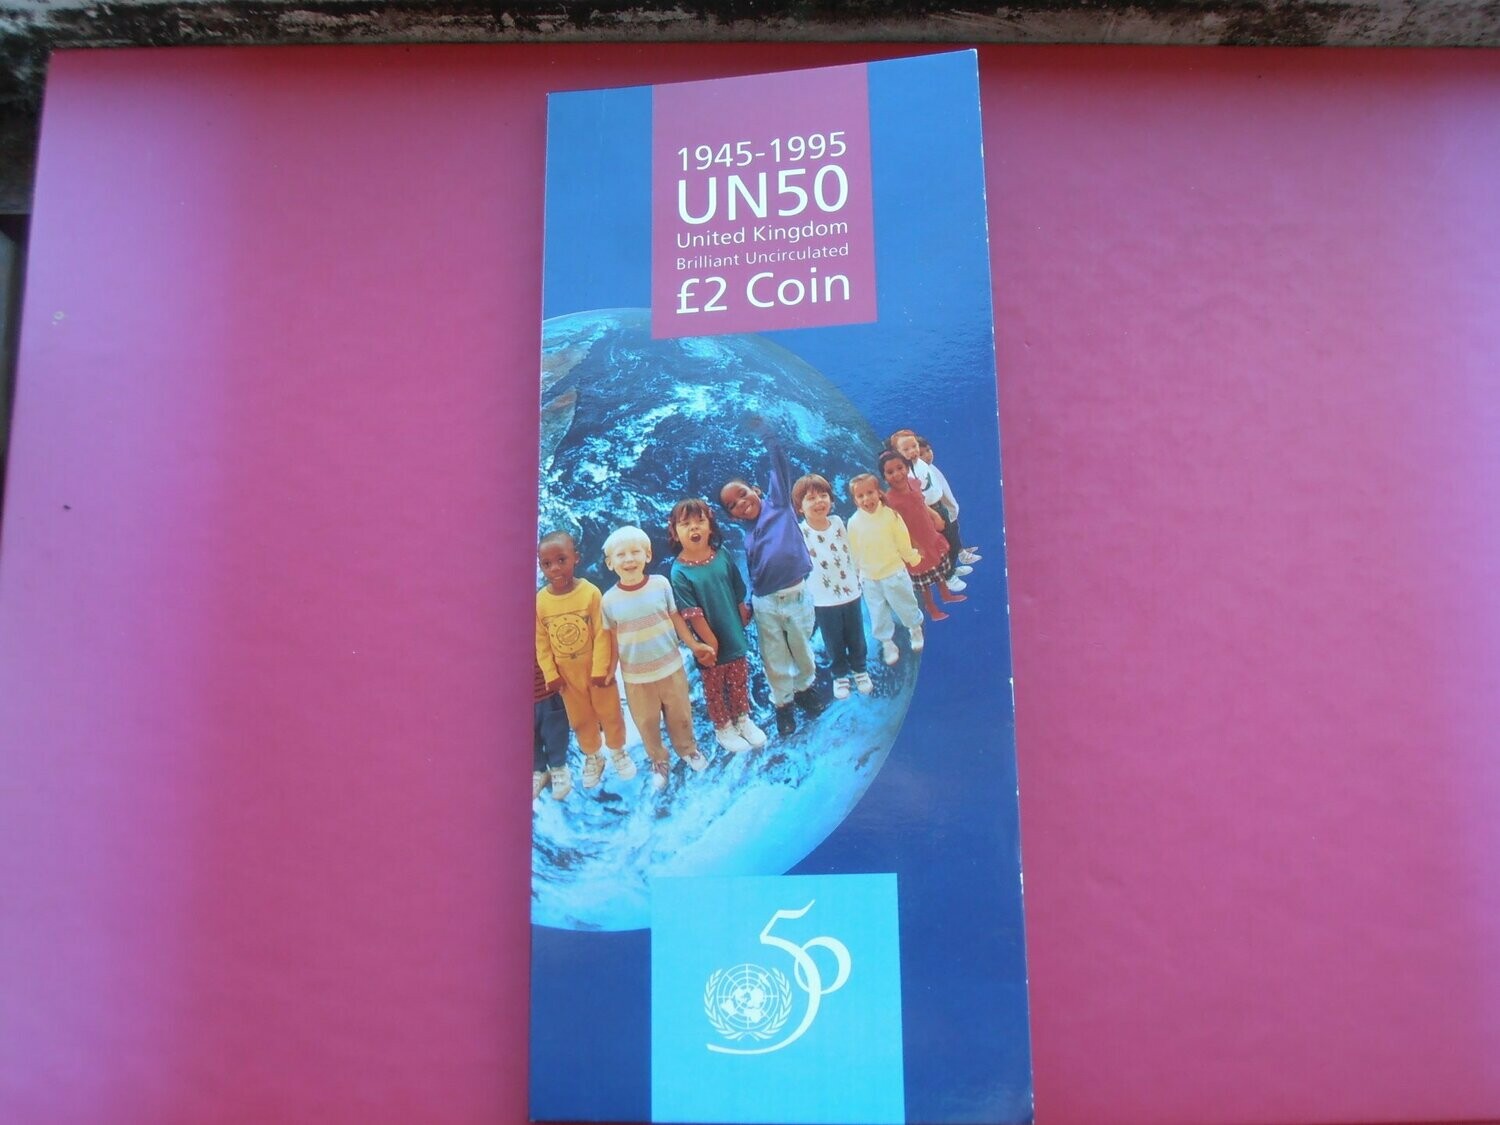 1945-1995
UN50
United Kingdom
Brilliant Uncirculated
£2 Coin
50